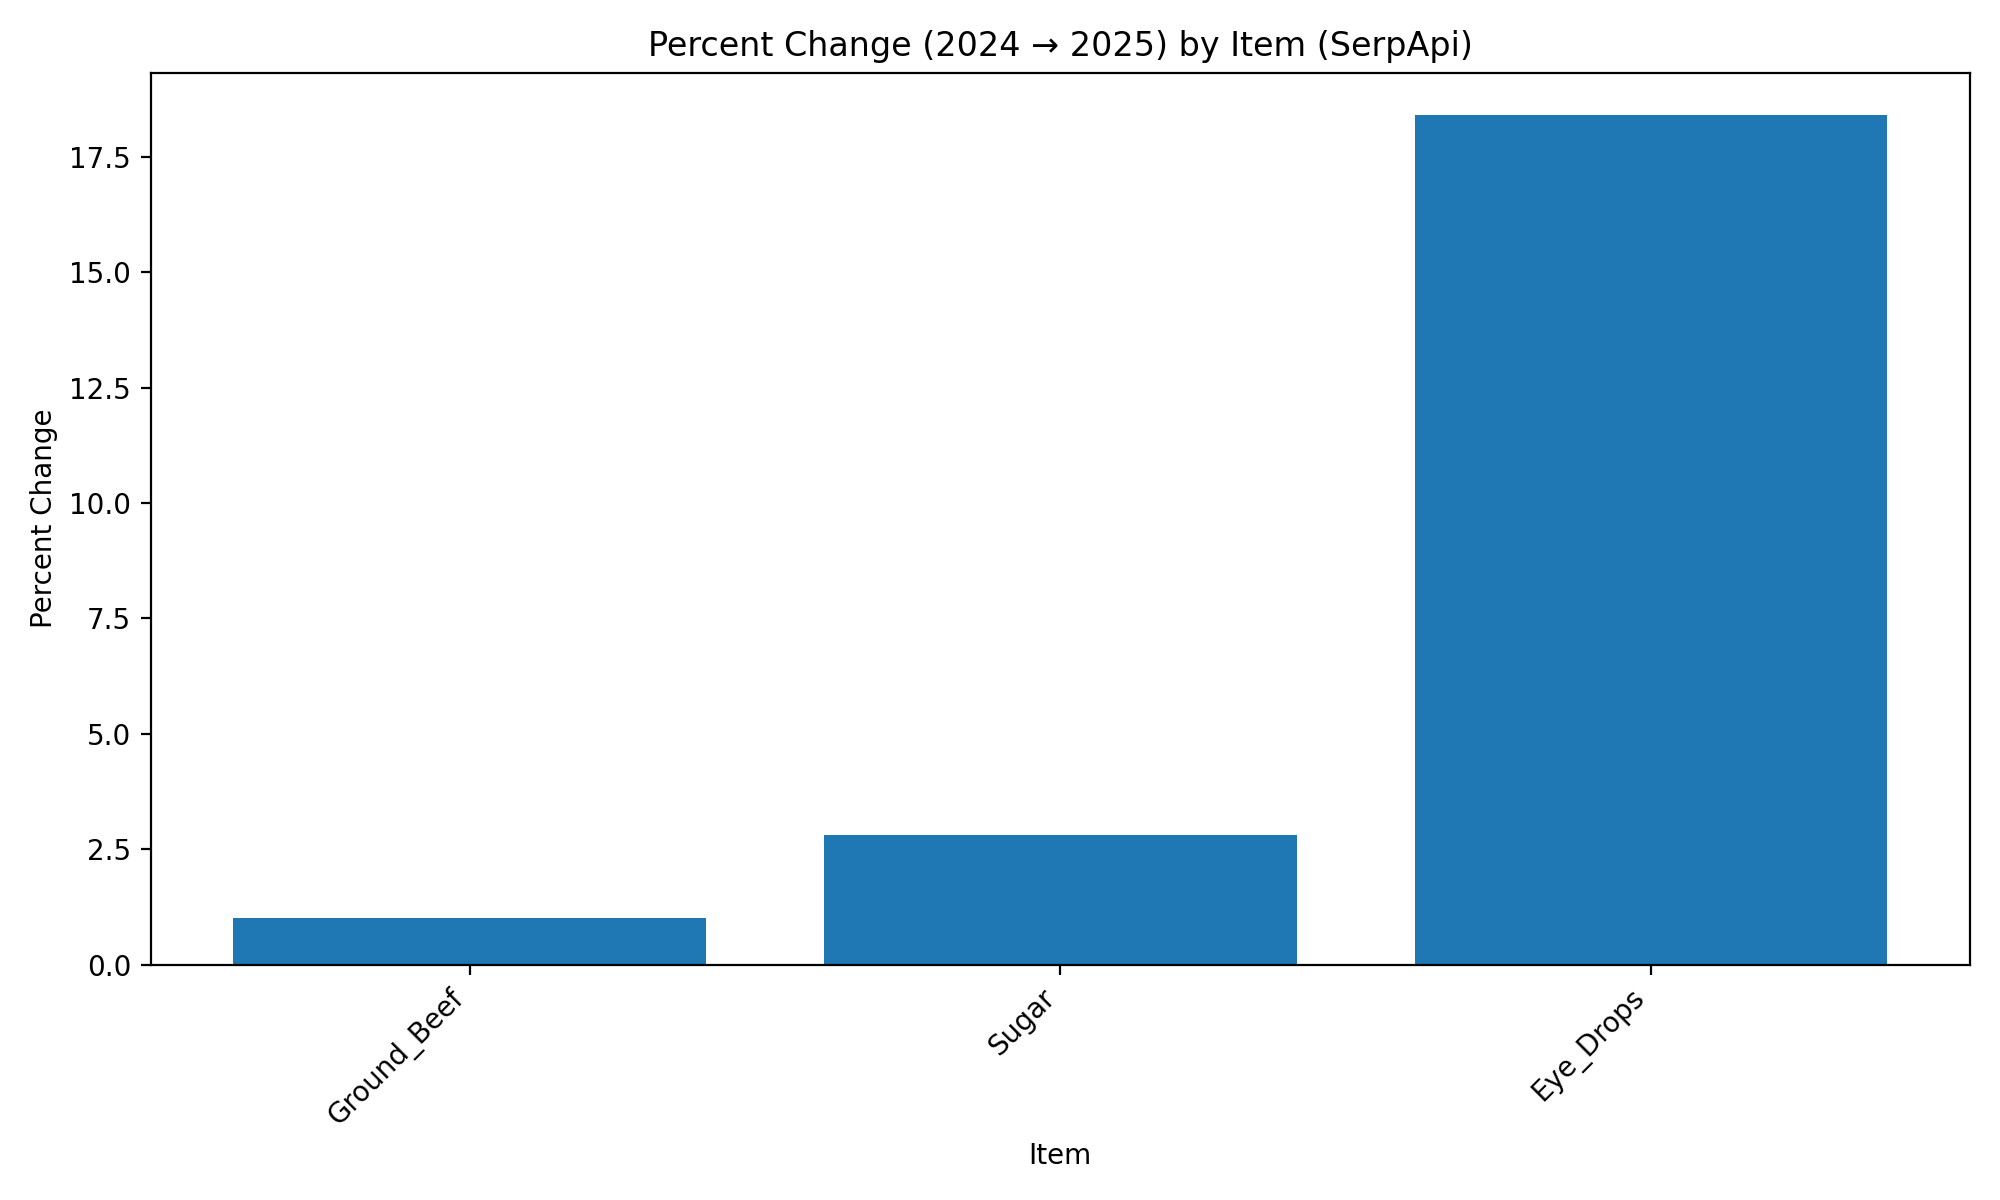 Percent Change (2024 → 2025) by Item (SerpApi)
Percent Change
17.5
15.0
12.5
10.0
7.5
5.0
2.5
0.0
Ground_Beef
Sugar
Eye_Drops
Item